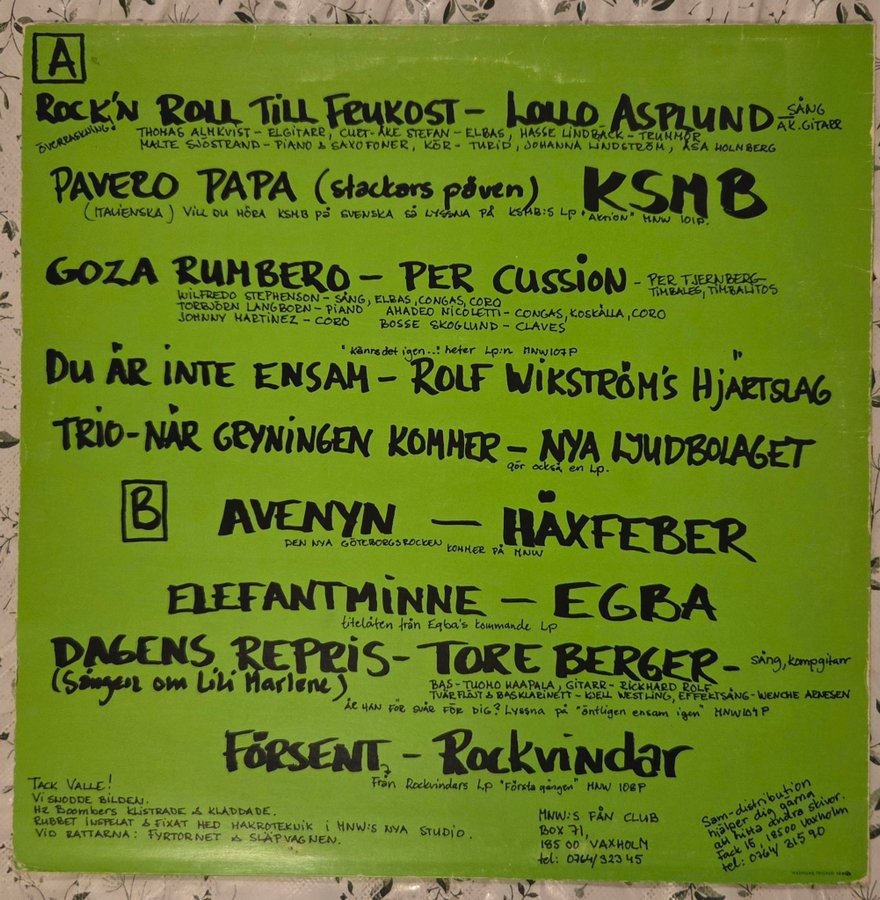 A
ROCK'N ROLL TILL FRUKOST - LOLLO ASPLUND - SÅNG AK. GITARR
ÖVERRASKNING! THOMAS ALMKVIST - ELGITARR, CURT-ÅKE STEFAN - ELBAS, HASSE LINDBÄCK - TRUMMOR
MALTE SJÖSTRAND - PIANO & SAXOFONER, KÖR - TURID, JOHANNA LINDSTRÖM, ÅSA HOLMBERG
PAVERO PAPA (stackars påven) KSMB
(ITALIENSKA) VILL DU HÖRA KSMB PÅ SVENSKA SÅ LYSSNA PÅ KSMB:S LP "AKTION" MNW 101P.
GOZA RUMBERO - PER CUSSION - PER TJERNBERG -
TIMBALES, TIMBALITOS
WILFREDO STEPHENSON - SÅNG, ELBAS, CONGAS, CORO
TORBJÖRN LANGBORN - PIANO AMADEO NICOLETTI - CONGAS, KOSKÄLLA, CORO
JOHNNY MARTINEZ - CORO BOSSE SKOGLUND - CLAVES
"Känns det igen..." heter Lp:n MNW107P
DU ÄR INTE ENSAM - ROLF WIKSTRÖM'S HJÄRTSLAG
TRIO - NÄR GRYNINGEN KOMMER - NYA LJUDBOLAGET
gör också en Lp.
B
AVENYN - HÄXFEBER
DEN NYA GÖTEBORGSROCKEN KOMMER PÅ MNW
ELEFANTMINNE - EGBA
titellåten från Egba's kommande Lp
DAGENS REPRIS - TORE BERGER - sång, kompgitarr
(Sången om Lili Marlene) BAS - TUOMO HAAPALA, GITARR - RICKHARD ROLF
TVÄRFLÖJT & BASKLARINETT - KJELL WESTLING, EFFEKTSÅNG - WENCHE ARNESEN
ÄR HAN FÖR SVÅR FÖR DIG? Lyssna på "äntligen ensam igen" MNW104P
FÖRSENT - Rockvindar
Från Rockvindars Lp "Första gången" MNW 108P
TACK VALLE!
VI SNODDE BILDEN.
HZ BOOMBERS KLISTRADE & KLADDADE.
RUBBET INSPELAT & FIXAT MED MAKROTEKNIK I MNW:S NYA STUDIO.
VID RATTARNA: FYRTORNET & SLÄPVAGNEN.
MNW:S FÅN CLUB
BOX 71,
185 00 VAXHOLM
tel: 0764/323 45
Sam-distribution
hjälper dig gärna
att hitta andra skivor.
Fack 15, 185 00 Vaxholm
tel: 0764/315 90